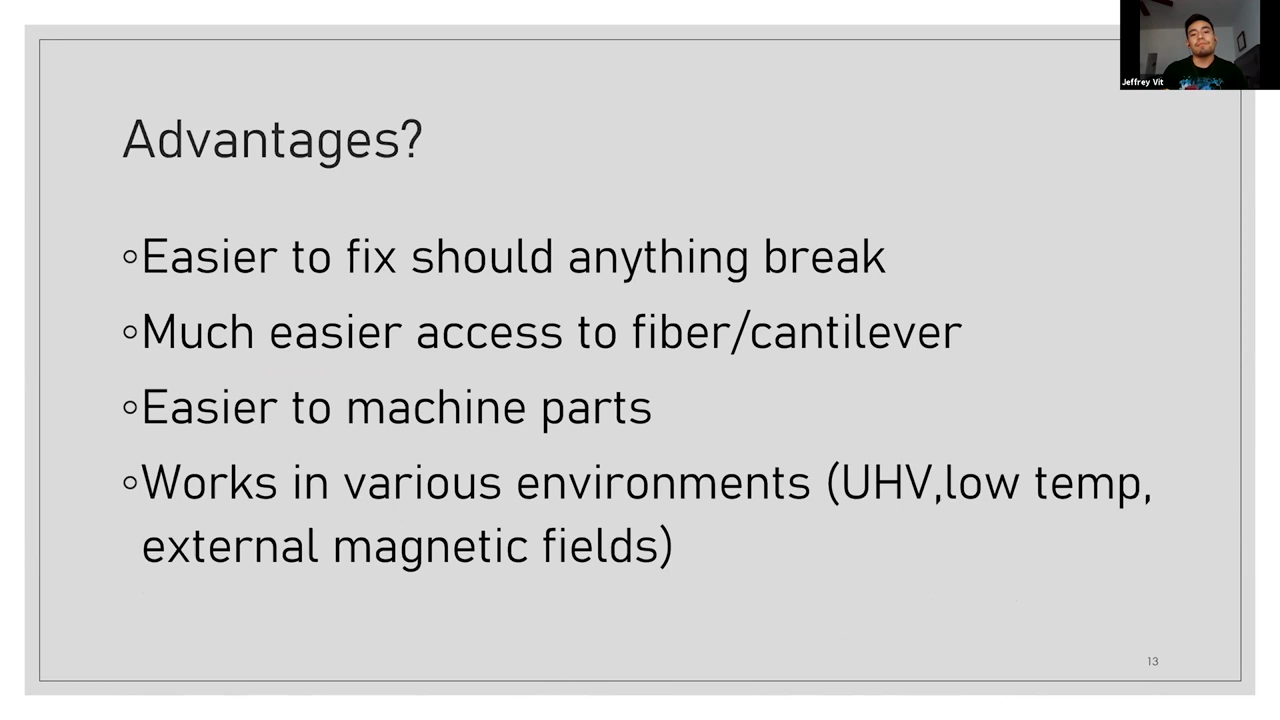 Jeffrey Vit
Advantages?
◦Easier to fix should anything break
◦Much easier access to fiber/cantilever
◦Easier to machine parts
◦Works in various environments (UHV,low temp,
external magnetic fields)
13